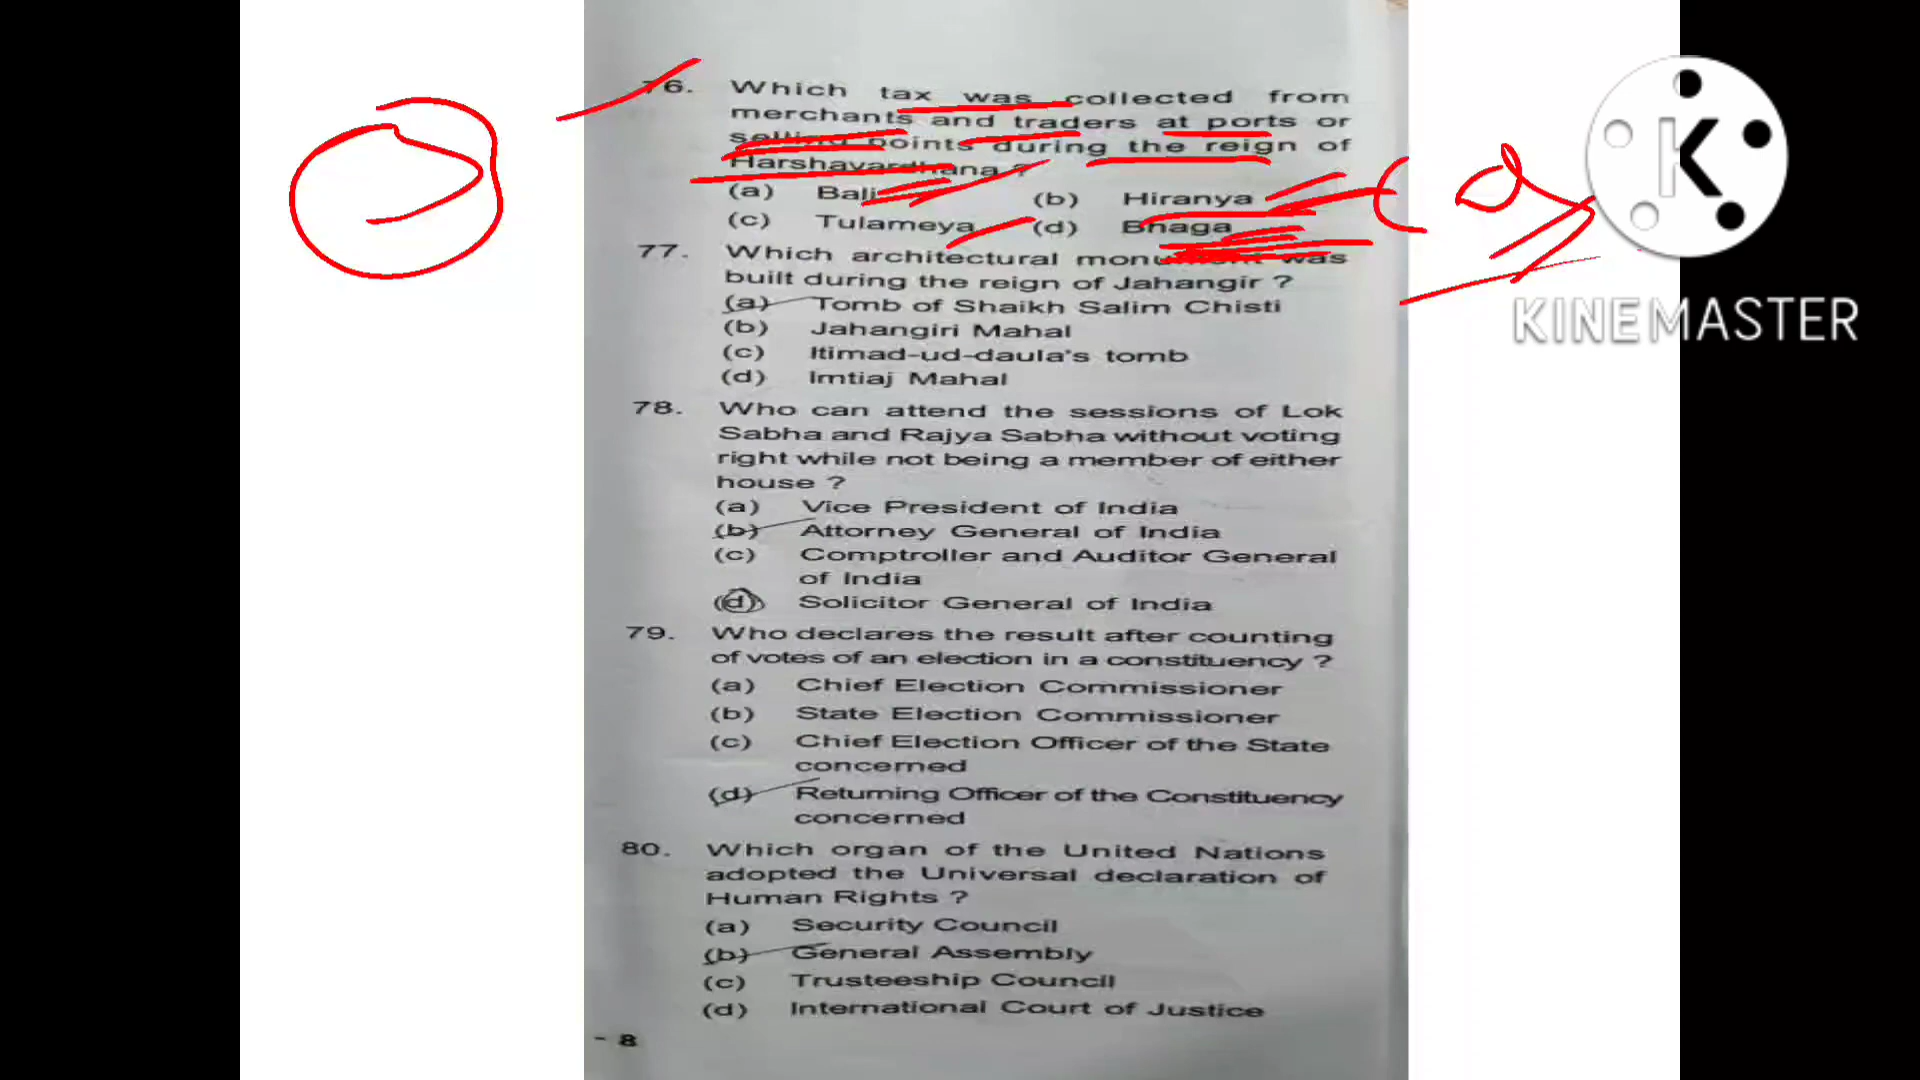 76. Which tax was collected from
merchants and traders at ports or
selling points during the reign of
Harshavardhana ?
(a) Bali (b) Hiranya
(c) Tulameya (d) Bhaga
77. Which architectural monument was
built during the reign of Jahangir ?
(a) Tomb of Shaikh Salim Chisti
(b) Jahangiri Mahal
(c) Itimad-ud-daula's tomb
(d) Imtiaj Mahal
78. Who can attend the sessions of Lok
Sabha and Rajya Sabha without voting
right while not being a member of either
house ?
(a) Vice President of India
(b) Attorney General of India
(c) Comptroller and Auditor General
of India
(d) Solicitor General of India
79. Who declares the result after counting
of votes of an election in a constituency ?
(a) Chief Election Commissioner
(b) State Election Commissioner
(c) Chief Election Officer of the State
concerned
(d) Returning Officer of the Constituency
concerned
80. Which organ of the United Nations
adopted the Universal declaration of
Human Rights ?
(a) Security Council
(b) General Assembly
(c) Trusteeship Council
(d) International Court of Justice
- 8
K
KINEMASTER